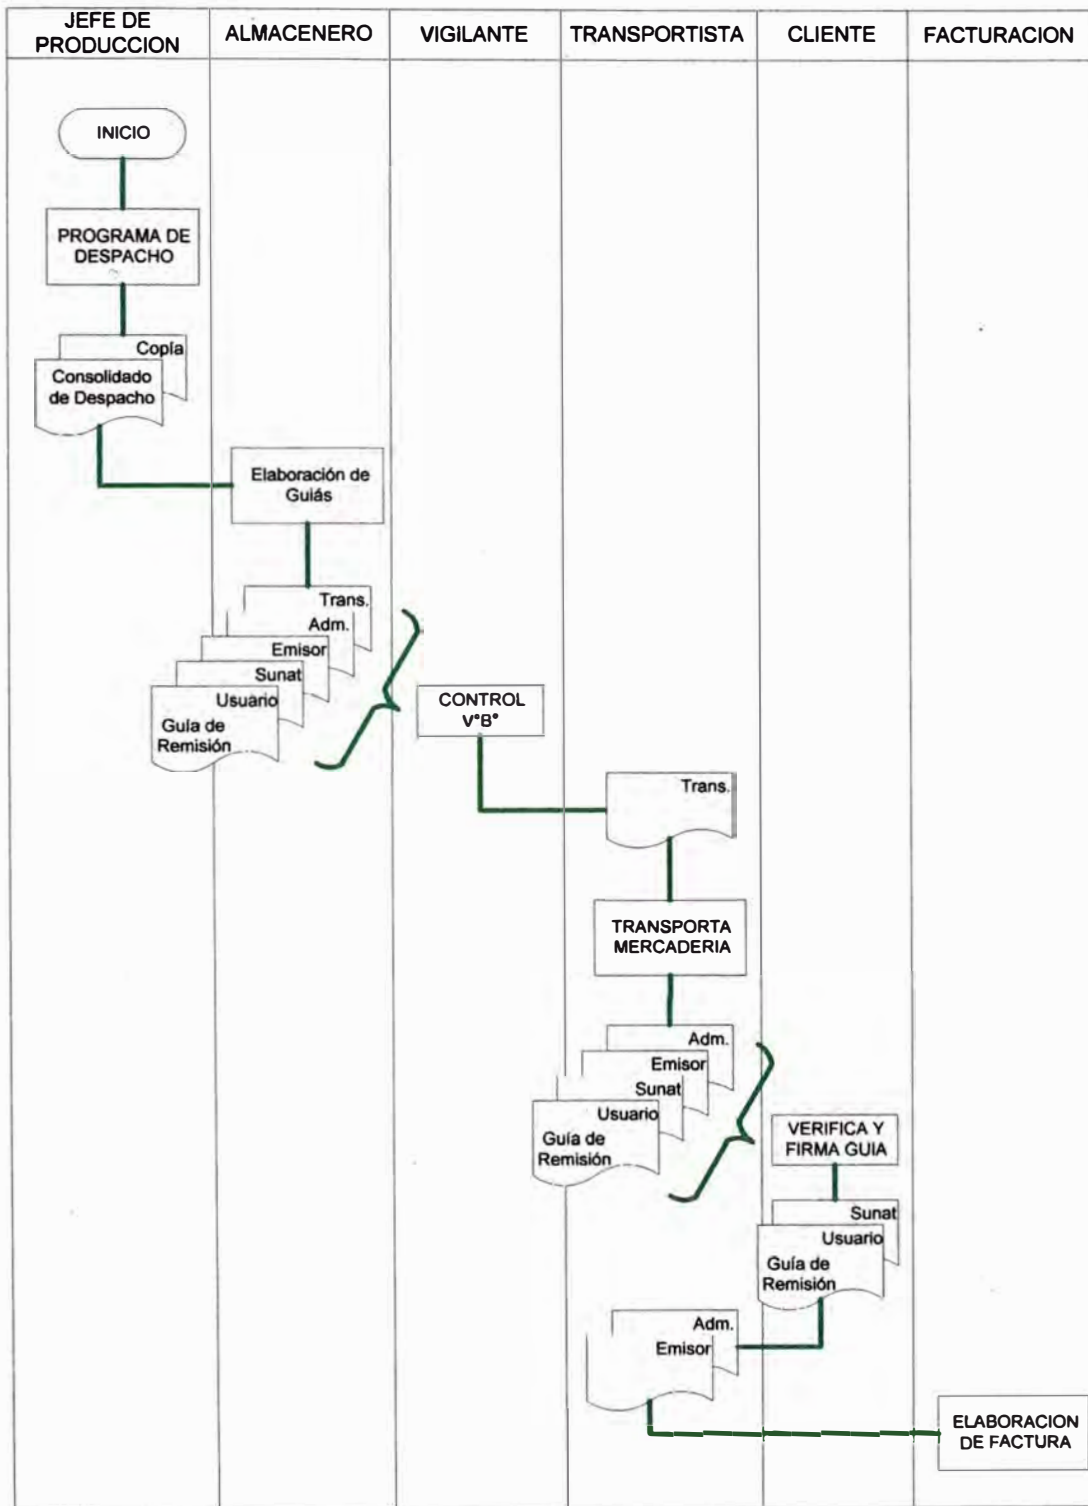 JEFE DE
PRODUCCION
ALMACENERO
VIGILANTE
TRANSPORTISTA
CLIENTE
FACTURACION
INICIO
PROGRAMA DE
DESPACHO
Copía
Consolidado
de Despacho
Elaboración de
Guiás
Trans.
Adm.
Emisor
Sunat
Usuario
Guía de
Remisión
CONTROL
V°B°
Trans.
TRANSPORTA
MERCADERIA
Adm.
Emisor
Sunat
Usuario
Guía de
Remisión
VERIFICA Y
FIRMA GUIA
Sunat
Usuario
Guía de
Remisión
Adm.
Emisor
ELABORACION
DE FACTURA